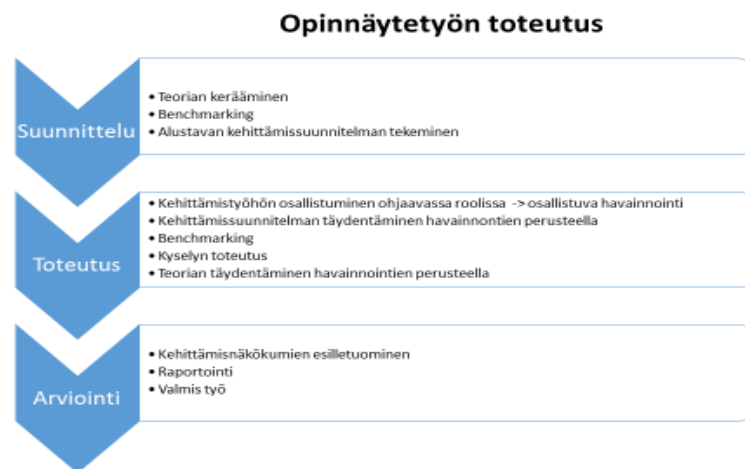 Opinnäytetyön toteutus
Suunnittelu
• Teorian kerääminen
• Benchmarking
• Alustavan kehittämissuunnitelman tekeminen
Toteutus
• Kehittämistyöhön osallistuminen ohjaavassa roolissa -> osallistuva havainnointi
• Kehittämissuunnitelman täydentäminen havainnontien perusteella
• Benchmarking
• Kyselyn toteutus
• Teorian täydentäminen havainnointien perusteella
Arviointi
• Kehittämisnäkökumien esilletuominen
• Raportointi
• Valmis työ